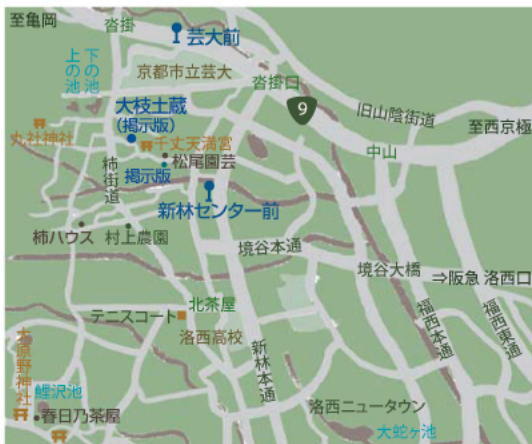 至亀岡
沓掛
芸大前
上の池
下の池
京都市立芸大
沓掛口
9
旧山陰街道
至西京極
大枝土蔵
(掲示版)
丸社神社
千丈天満宮
松尾園芸
中山
柿街道
掲示版
新林センター前
柿ハウス
村上農園
境谷本通
境谷大橋
⇒阪急 洛西口
北茶屋
テニスコート
洛西高校
新林本通
福西本通
福西東通
大原野神社
鯉沢池
春日乃茶屋
洛西ニュータウン
大蛇ヶ池